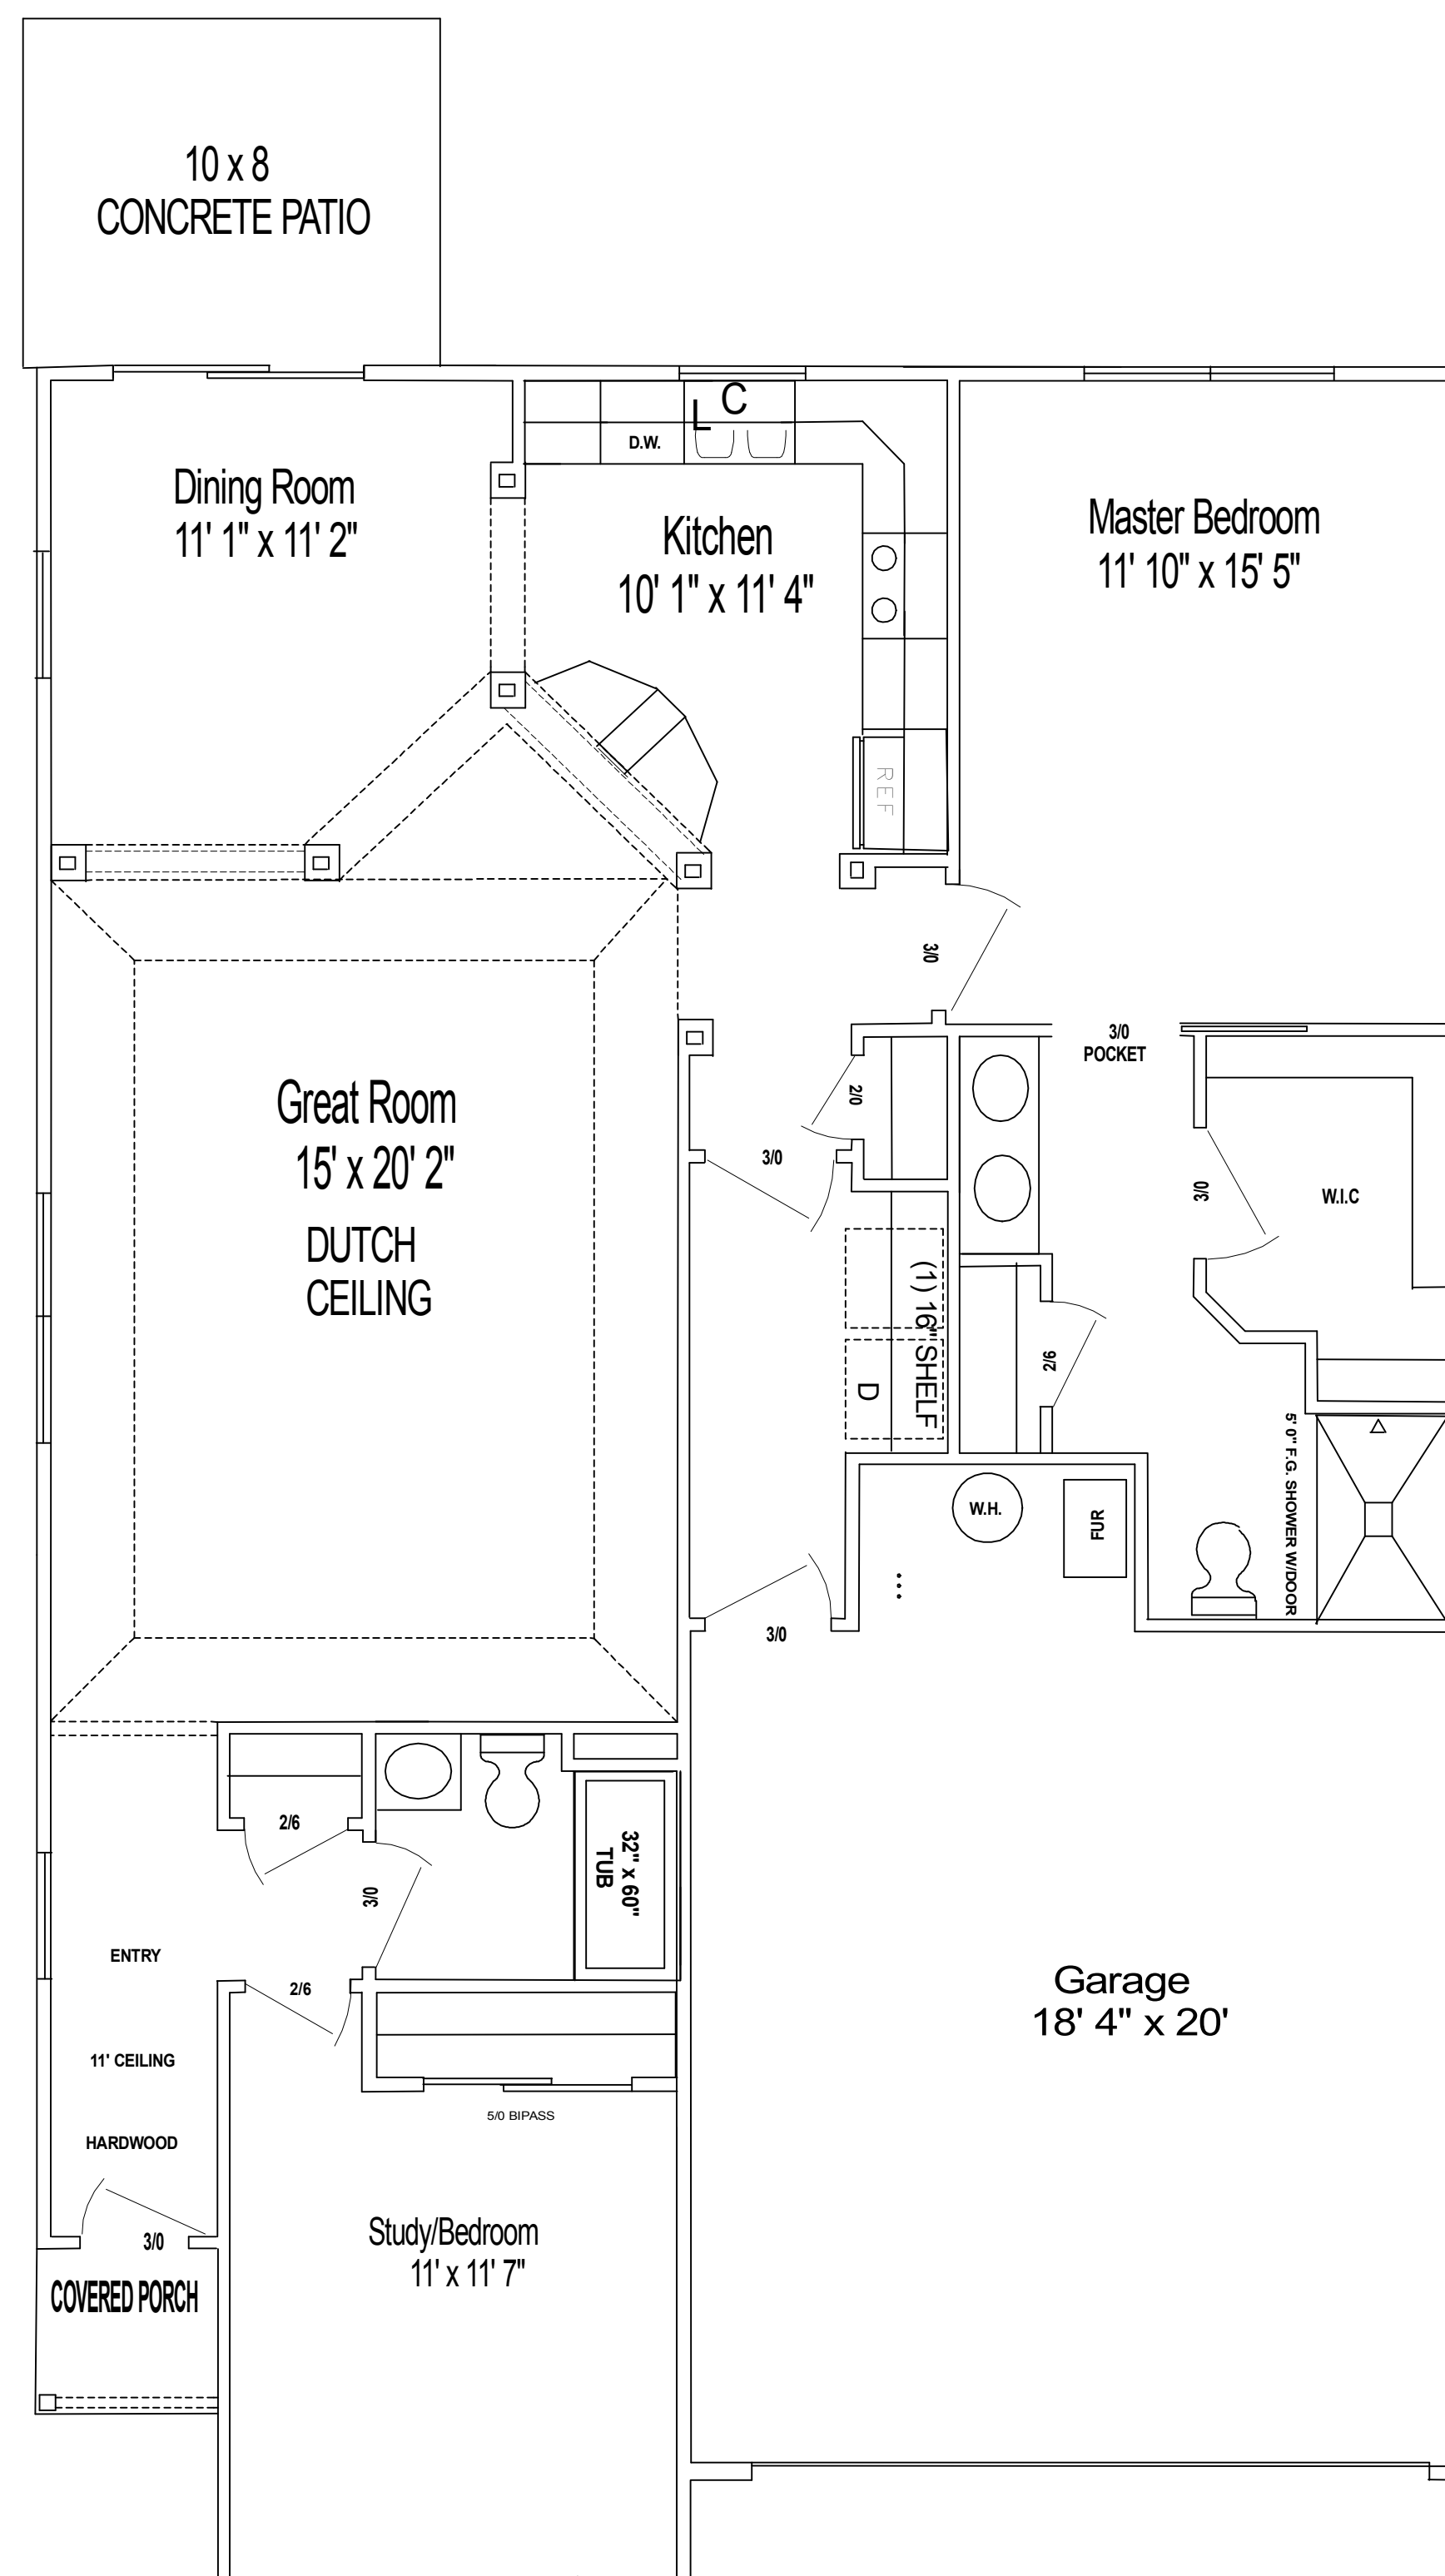 10 x 8
CONCRETE PATIO
C
L
D.W.
Dining Room
11' 1" x 11' 2"
Kitchen
10' 1" x 11' 4"
Master Bedroom
11' 10" x 15' 5"
REF
3/0
3/0
POCKET
Great Room
15' x 20' 2"
DUTCH
CEILING
2/0
3/0
3/0
W.I.C
(1) 16" SHELF
D
2/6
5' 0" F.G. SHOWER W/DOOR
W.H.
FUR
3/0
2/6
32" x 60"
TUB
3/0
ENTRY
2/6
Garage
18' 4" x 20'
11' CEILING
5/0 BIPASS
HARDWOOD
Study/Bedroom
11' x 11' 7"
3/0
COVERED PORCH